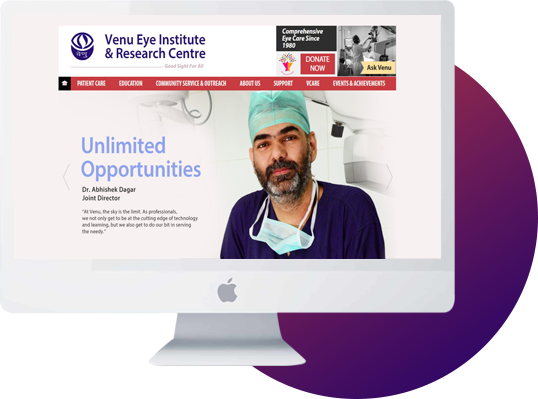 Venu Eye Institute
& Research Centre
Good Sight For All
Comprehensive
Eye Care Since
1980
DONATE
NOW
Ask Venu
PATIENT CARE EDUCATION COMMUNITY SERVICE & OUTREACH ABOUT US SUPPORT VCARE EVENTS & ACHIEVEMENTS
Unlimited
Opportunities
Dr. Abhishek Dagar
Joint Director
"At Venu, the sky is the limit. As professionals,
we not only get to be at the cutting edge of technology
and learning, but we also get to do our bit in serving
the needy."